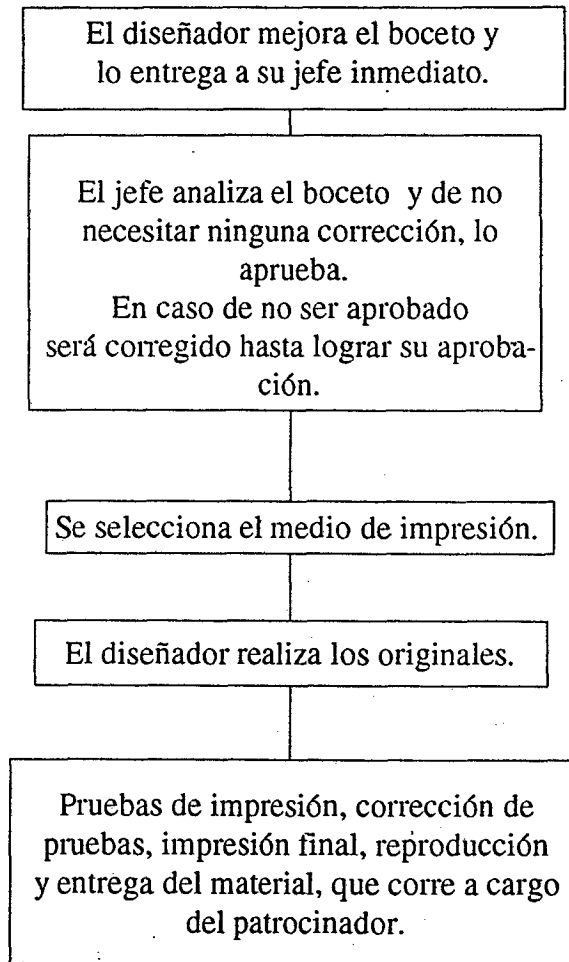 El diseñador mejora el boceto y
lo entrega a su jefe inmediato.
El jefe analiza el boceto y de no
necesitar ninguna corrección, lo
aprueba.
En caso de no ser aprobado
será corregido hasta lograr su aproba-
ción.
Se selecciona el medio de impresión.
El diseñador realiza los originales.
Pruebas de impresión, corrección de
pruebas, impresión final, reproducción
y entrega del material, que corre a cargo
del patrocinador.